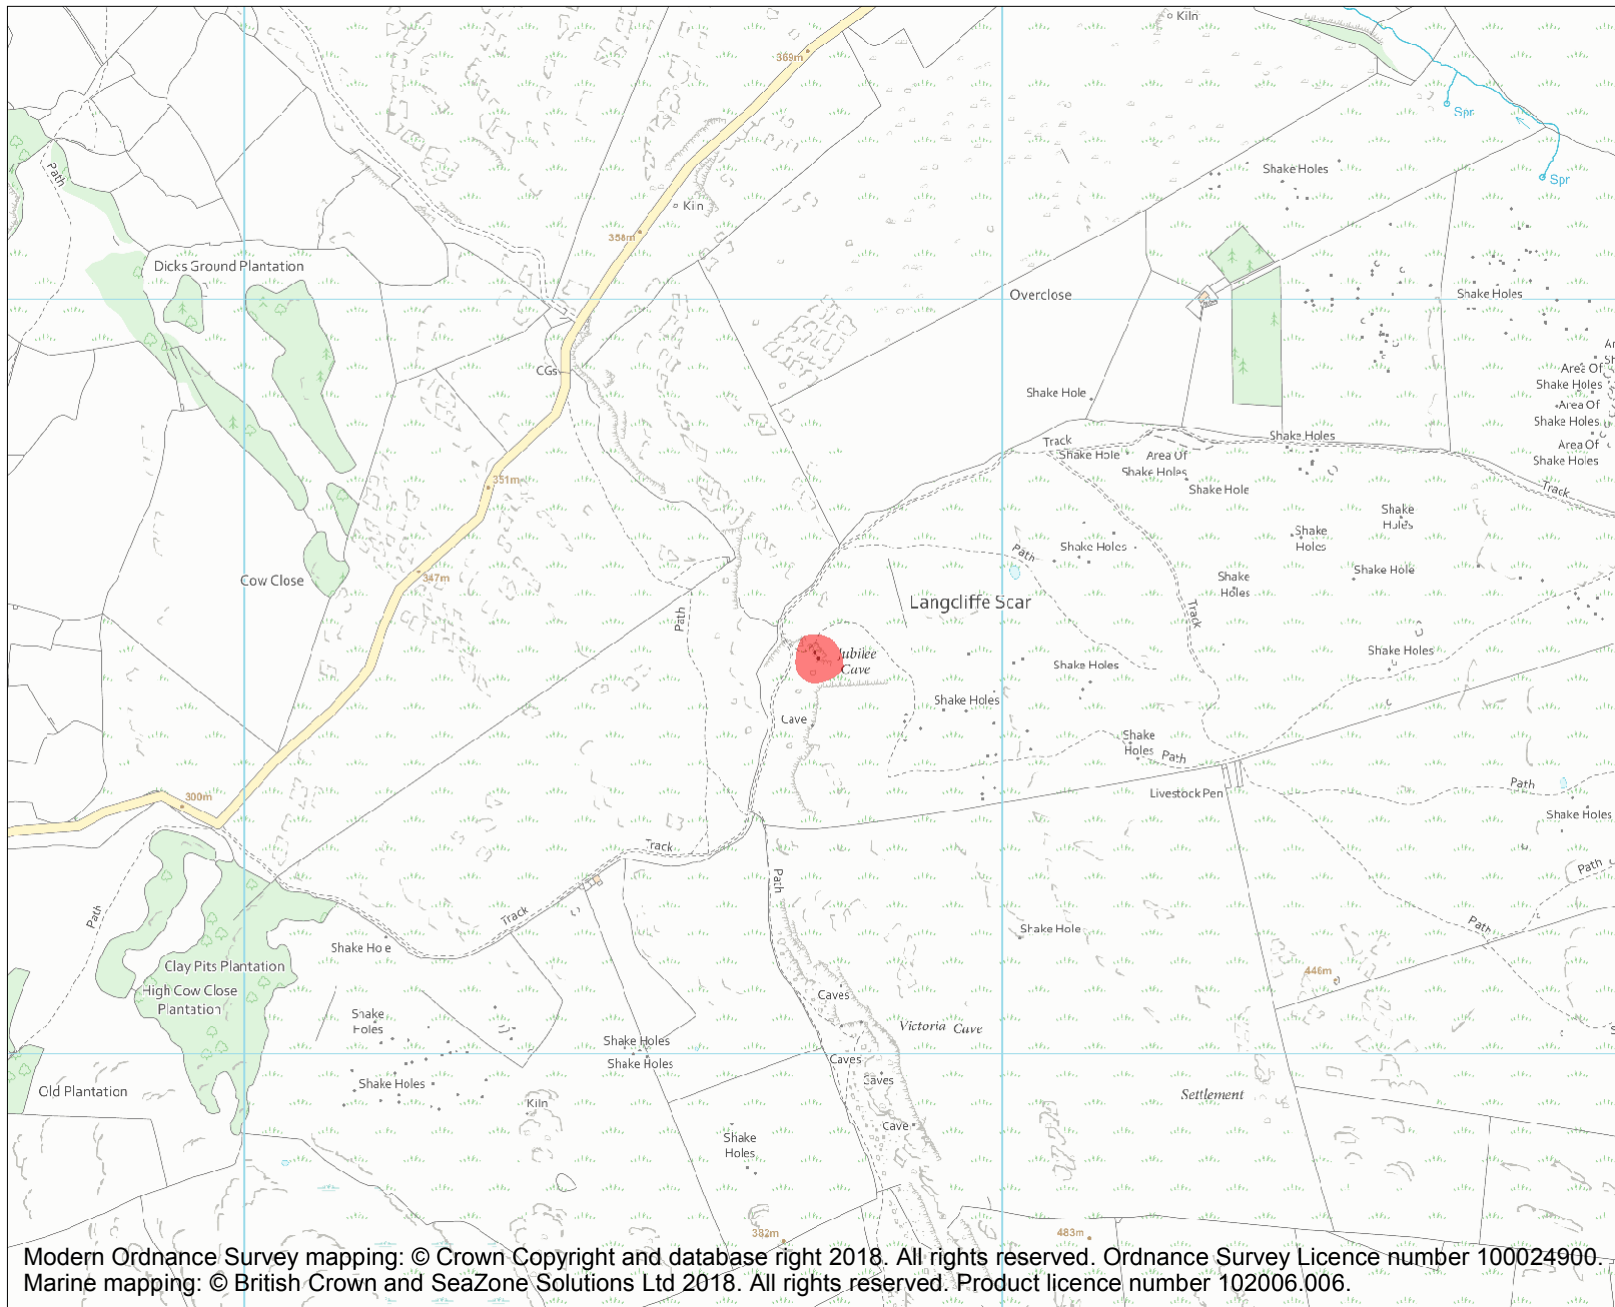 Kiln
369m
Spr
Shake Holes
Path
Spr
Kiln
358m
Dicks Ground Plantation
Overclose
Shake Holes
CGs
Area Of
Shake Holes
Shake Hole
Area Of
Shake Holes
Track
Shake Holes
Area Of
Shake Holes
Shake Hole
Area Of
Shake Holes
351m
Shake Hole
Track
Shake
Holes
Shake
Holes
Path
Shake Holes
Cow Close
347m
Shake Hole
Shake
Holes
Langcliffe Scar
Path
Track
Jubilee
Cave
Shake Holes
Shake Holes
Shake Holes
Cave
Shake
Holes
Path
Path
Livestock Pen
300m
Shake Holes
Track
Path
Path
Path
Track
Path
Shake Hole
Shake Hole
Clay Pits Plantation
446m
High Cow Close
Plantation
Caves
Shake
Holes
Victoria Cave
Shake Holes
Shake Holes
Caves
Old Plantation
Shake Holes
Caves
Settlement
Kiln
Cave
Shake
Holes
382m
483m
Modern Ordnance Survey mapping: © Crown Copyright and database right 2018. All rights reserved. Ordnance Survey Licence number 100024900.
Marine mapping: © British Crown and SeaZone Solutions Ltd 2018. All rights reserved. Product licence number 102006.006.